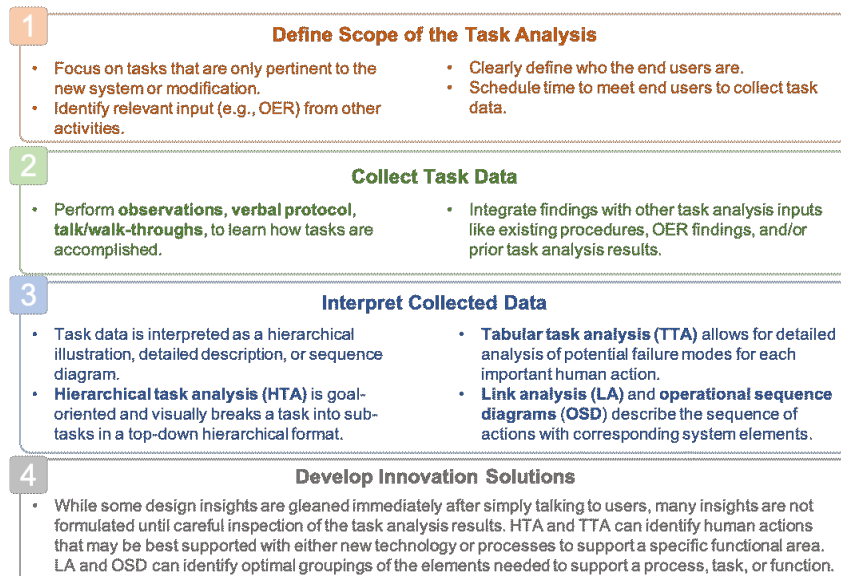 1
Define Scope of the Task Analysis
• Focus on tasks that are only pertinent to the
new system or modification.
• Identify relevant input (e.g., OER) from other
activities.
• Clearly define who the end users are.
• Schedule time to meet end users to collect task
data.
2
Collect Task Data
• Perform observations, verbal protocol,
talk/walk-throughs, to learn how tasks are
accomplished.
• Integrate findings with other task analysis inputs
like existing procedures, OER findings, and/or
prior task analysis results.
3
Interpret Collected Data
• Task data is interpreted as a hierarchical
illustration, detailed description, or sequence
diagram.
• Hierarchical task analysis (HTA) is goal-
oriented and visually breaks a task into sub-
tasks in a top-down hierarchical format.
• Tabular task analysis (TTA) allows for detailed
analysis of potential failure modes for each
important human action.
• Link analysis (LA) and operational sequence
diagrams (OSD) describe the sequence of
actions with corresponding system elements.
4
Develop Innovation Solutions
• While some design insights are gleaned immediately after simply talking to users, many insights are not
formulated until careful inspection of the task analysis results. HTA and TTA can identify human actions
that may be best supported with either new technology or processes to support a specific functional area.
LA and OSD can identify optimal groupings of the elements needed to support a process, task, or function.